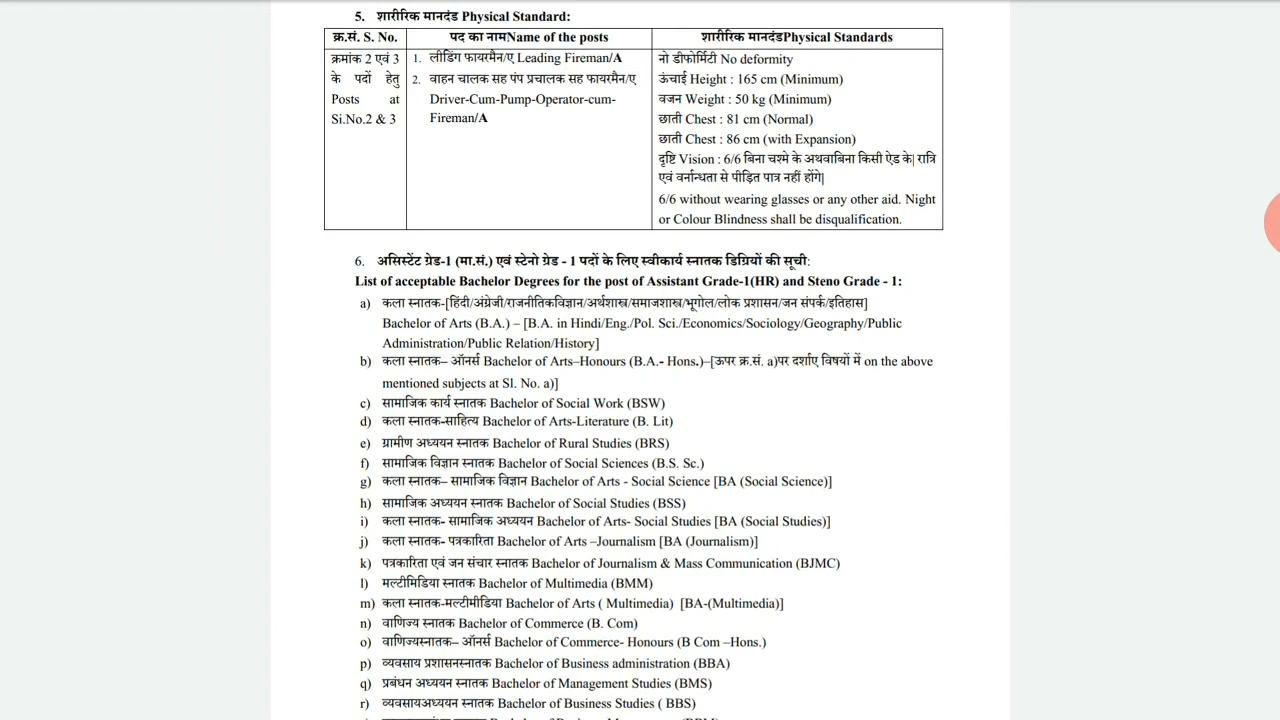 5. शारीरिक मानदंड Physical Standard:
क्र.सं. S. No.
पद का नामName of the posts
शारीरिक मानदंडPhysical Standards
क्रमांक 2 एवं 3
के पदों हेतु
Posts at
Si.No.2 & 3
1. लीडिंग फायरमैन/ए Leading Fireman/A
2. वाहन चालक सह पंप प्रचालक सह फायरमैन/ए
Driver-Cum-Pump-Operator-cum-
Fireman/A
नो डीफोर्मिटी No deformity
ऊंचाई Height : 165 cm (Minimum)
वजन Weight : 50 kg (Minimum)
छाती Chest : 81 cm (Normal)
छाती Chest : 86 cm (with Expansion)
दृष्टि Vision : 6/6 बिना चश्मे के अथवाबिना किसी ऐड के| रात्रि
एवं वर्नान्धता से पीड़ित पात्र नहीं होंगे|
6/6 without wearing glasses or any other aid. Night
or Colour Blindness shall be disqualification.
6. असिस्टेंट ग्रेड-1 (मा.सं.) एवं स्टेनो ग्रेड - 1 पदों के लिए स्वीकार्य स्नातक डिग्रियों की सूची:
List of acceptable Bachelor Degrees for the post of Assistant Grade-1(HR) and Steno Grade - 1:
a) कला स्नातक-[हिंदी/अंग्रेजी/राजनीतिकविज्ञान/अर्थशास्त्र/समाजशास्त्र/भूगोल/लोक प्रशासन/जन संपर्क/इतिहास]
Bachelor of Arts (B.A.) – [B.A. in Hindi/Eng./Pol. Sci./Economics/Sociology/Geography/Public
Administration/Public Relation/History]
b) कला स्नातक– ऑनर्स Bachelor of Arts–Honours (B.A.- Hons.)–[ऊपर क्र.सं. a)पर दर्शाए विषयों में on the above
mentioned subjects at Sl. No. a)]
c) सामाजिक कार्य स्नातक Bachelor of Social Work (BSW)
d) कला स्नातक-साहित्य Bachelor of Arts-Literature (B. Lit)
e) ग्रामीण अध्ययन स्नातक Bachelor of Rural Studies (BRS)
f) सामाजिक विज्ञान स्नातक Bachelor of Social Sciences (B.S. Sc.)
g) कला स्नातक– सामाजिक विज्ञान Bachelor of Arts - Social Science [BA (Social Science)]
h) सामाजिक अध्ययन स्नातक Bachelor of Social Studies (BSS)
i) कला स्नातक- सामाजिक अध्ययन Bachelor of Arts- Social Studies [BA (Social Studies)]
j) कला स्नातक- पत्रकारिता Bachelor of Arts –Journalism [BA (Journalism)]
k) पत्रकारिता एवं जन संचार स्नातक Bachelor of Journalism & Mass Communication (BJMC)
l) मल्टीमिडिया स्नातक Bachelor of Multimedia (BMM)
m) कला स्नातक-मल्टीमीडिया Bachelor of Arts ( Multimedia) [BA-(Multimedia)]
n) वाणिज्य स्नातक Bachelor of Commerce (B. Com)
o) वाणिज्यस्नातक– ऑनर्स Bachelor of Commerce- Honours (B Com –Hons.)
p) व्यवसाय प्रशासनस्नातक Bachelor of Business administration (BBA)
q) प्रबंधन अध्ययन स्नातक Bachelor of Management Studies (BMS)
r) व्यवसायअध्ययन स्नातक Bachelor of Business Studies ( BBS)